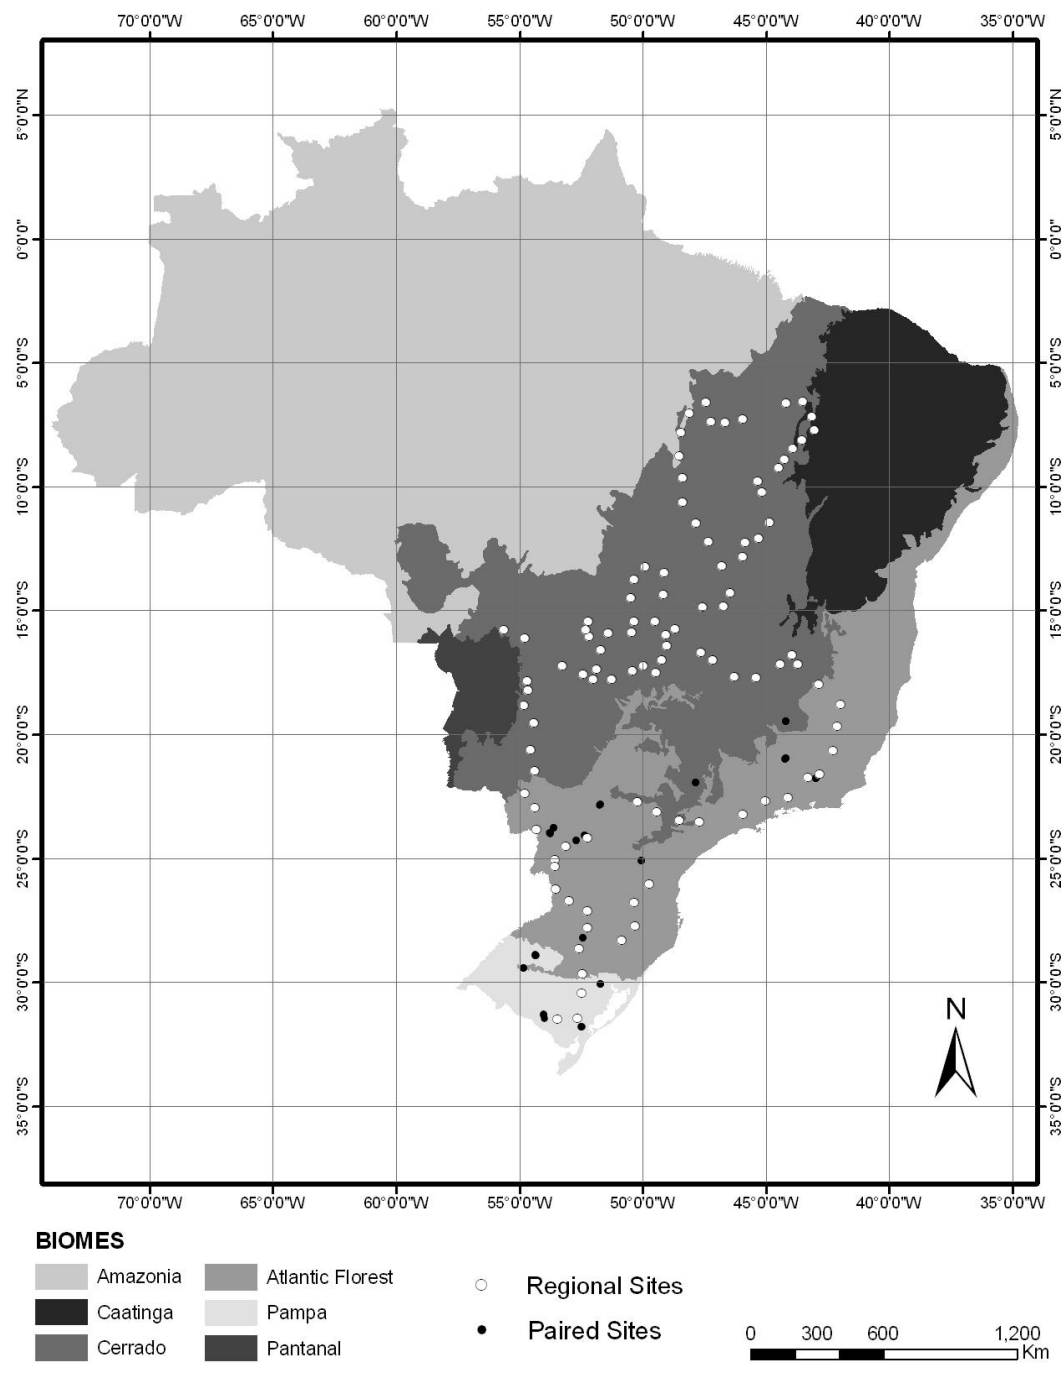 70°0'0"W 65°0'0"W 60°0'0"W 55°0'0"W 50°0'0"W 45°0'0"W 40°0'0"W 35°0'0"W
5°0'0"N 5°0'0"N
0°0'0" 0°0'0"
5°0'0"S 5°0'0"S
10°0'0"S 10°0'0"S
15°0'0"S 15°0'0"S
20°0'0"S 20°0'0"S
25°0'0"S 25°0'0"S
30°0'0"S 30°0'0"S
N
35°0'0"S 35°0'0"S
70°0'0"W 65°0'0"W 60°0'0"W 55°0'0"W 50°0'0"W 45°0'0"W 40°0'0"W 35°0'0"W
BIOMES
Amazonia Atlantic Florest Regional Sites
Caatinga Pampa Paired Sites
Cerrado Pantanal
0 300 600 1,200
Km